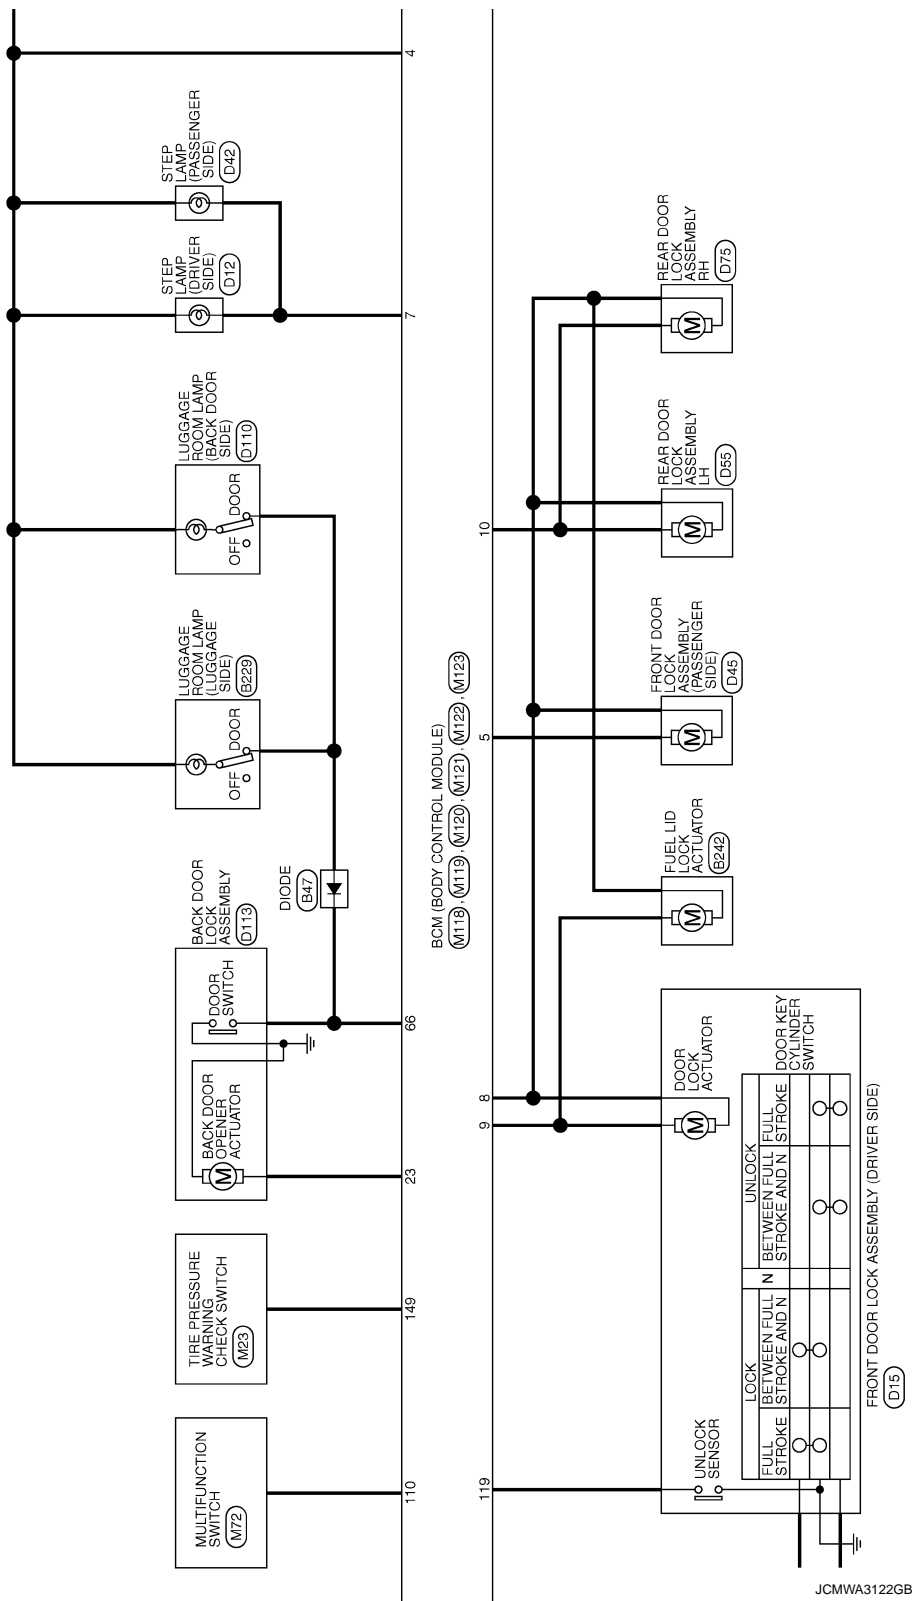 4
STEP
LAMP
(PASSENGER
SIDE)
D42
STEP
LAMP
(DRIVER
SIDE)
D12
7
LUGGAGE
ROOM LAMP
(BACK DOOR
SIDE)
D110
DOOR
OFF
LUGGAGE
ROOM LAMP
(LUGGAGE
SIDE)
B229
DOOR
OFF
DIODE
B47
BACK DOOR
LOCK
ASSEMBLY
D113
DOOR
SWITCH
66
BACK DOOR
OPENER
ACTUATOR
M
23
TIRE PRESSURE
WARNING
CHECK SWITCH
M23
149
MULTIFUNCTION
SWITCH
M72
110
BCM (BODY CONTROL MODULE)
M118 , M119 , M120 , M121 , M122 , M123
REAR DOOR
LOCK
ASSEMBLY
RH
D75
M
REAR DOOR
LOCK
ASSEMBLY
LH
D55
M
10
FRONT DOOR
LOCK
ASSEMBLY
(PASSENGER
SIDE)
D45
M
5
FUEL LID
LOCK
ACTUATOR
B242
M
8
9
DOOR
LOCK
ACTUATOR
M
DOOR KEY
CYLINDER
SWITCH
UNLOCK
FULL
STROKE
BETWEEN FULL
STROKE AND N
N
LOCK
BETWEEN FULL
STROKE AND N
FULL
STROKE
UNLOCK
SENSOR
119
FRONT DOOR LOCK ASSEMBLY (DRIVER SIDE)
D15
JCMWA3122GB